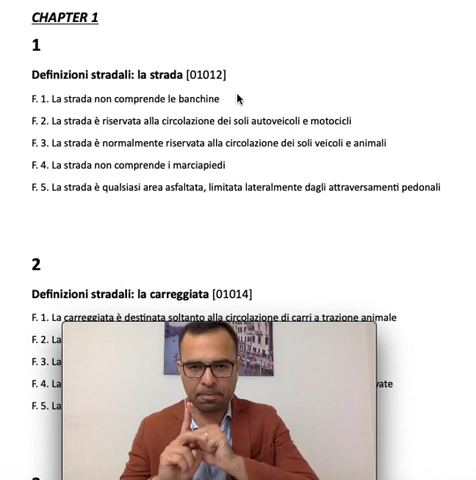 CHAPTER 1
1
Definizioni stradali: la strada [01012]
F. 1. La strada non comprende le banchine
F. 2. La strada è riservata alla circolazione dei soli autoveicoli e motocicli
F. 3. La strada è normalmente riservata alla circolazione dei soli veicoli e animali
F. 4. La strada non comprende i marciapiedi
F. 5. La strada è qualsiasi area asfaltata, limitata lateralmente dagli attraversamenti pedonali
2
Definizioni stradali: la carreggiata [01014]
F. 1. La carreggiata è destinata soltanto alla circolazione di carri a trazione animale
F. 2. La
F. 3. La
F. 4. La vate
F. 5. La